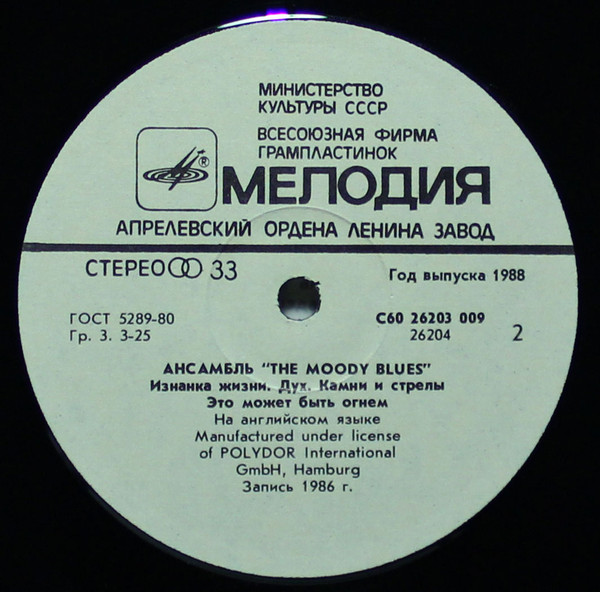 МИНИСТЕРСТВО
КУЛЬТУРЫ СССР
ВСЕСОЮЗНАЯ ФИРМА
ГРАМПЛАСТИНОК
®
МЕЛОДИЯ
АПРЕЛЕВСКИЙ ОРДЕНА ЛЕНИНА ЗАВОД
СТЕРЕО 33
Год выпуска 1988
ГОСТ 5289-80
Гр. 3. 3-25
С60 26203 009
26204
2
АНСАМБЛЬ "THE MOODY BLUES"
Изнанка жизни. Дух. Камни и стрелы
Это может быть огнем
На английском языке
Manufactured under license
of POLYDOR International
GmbH, Hamburg
Запись 1986 г.